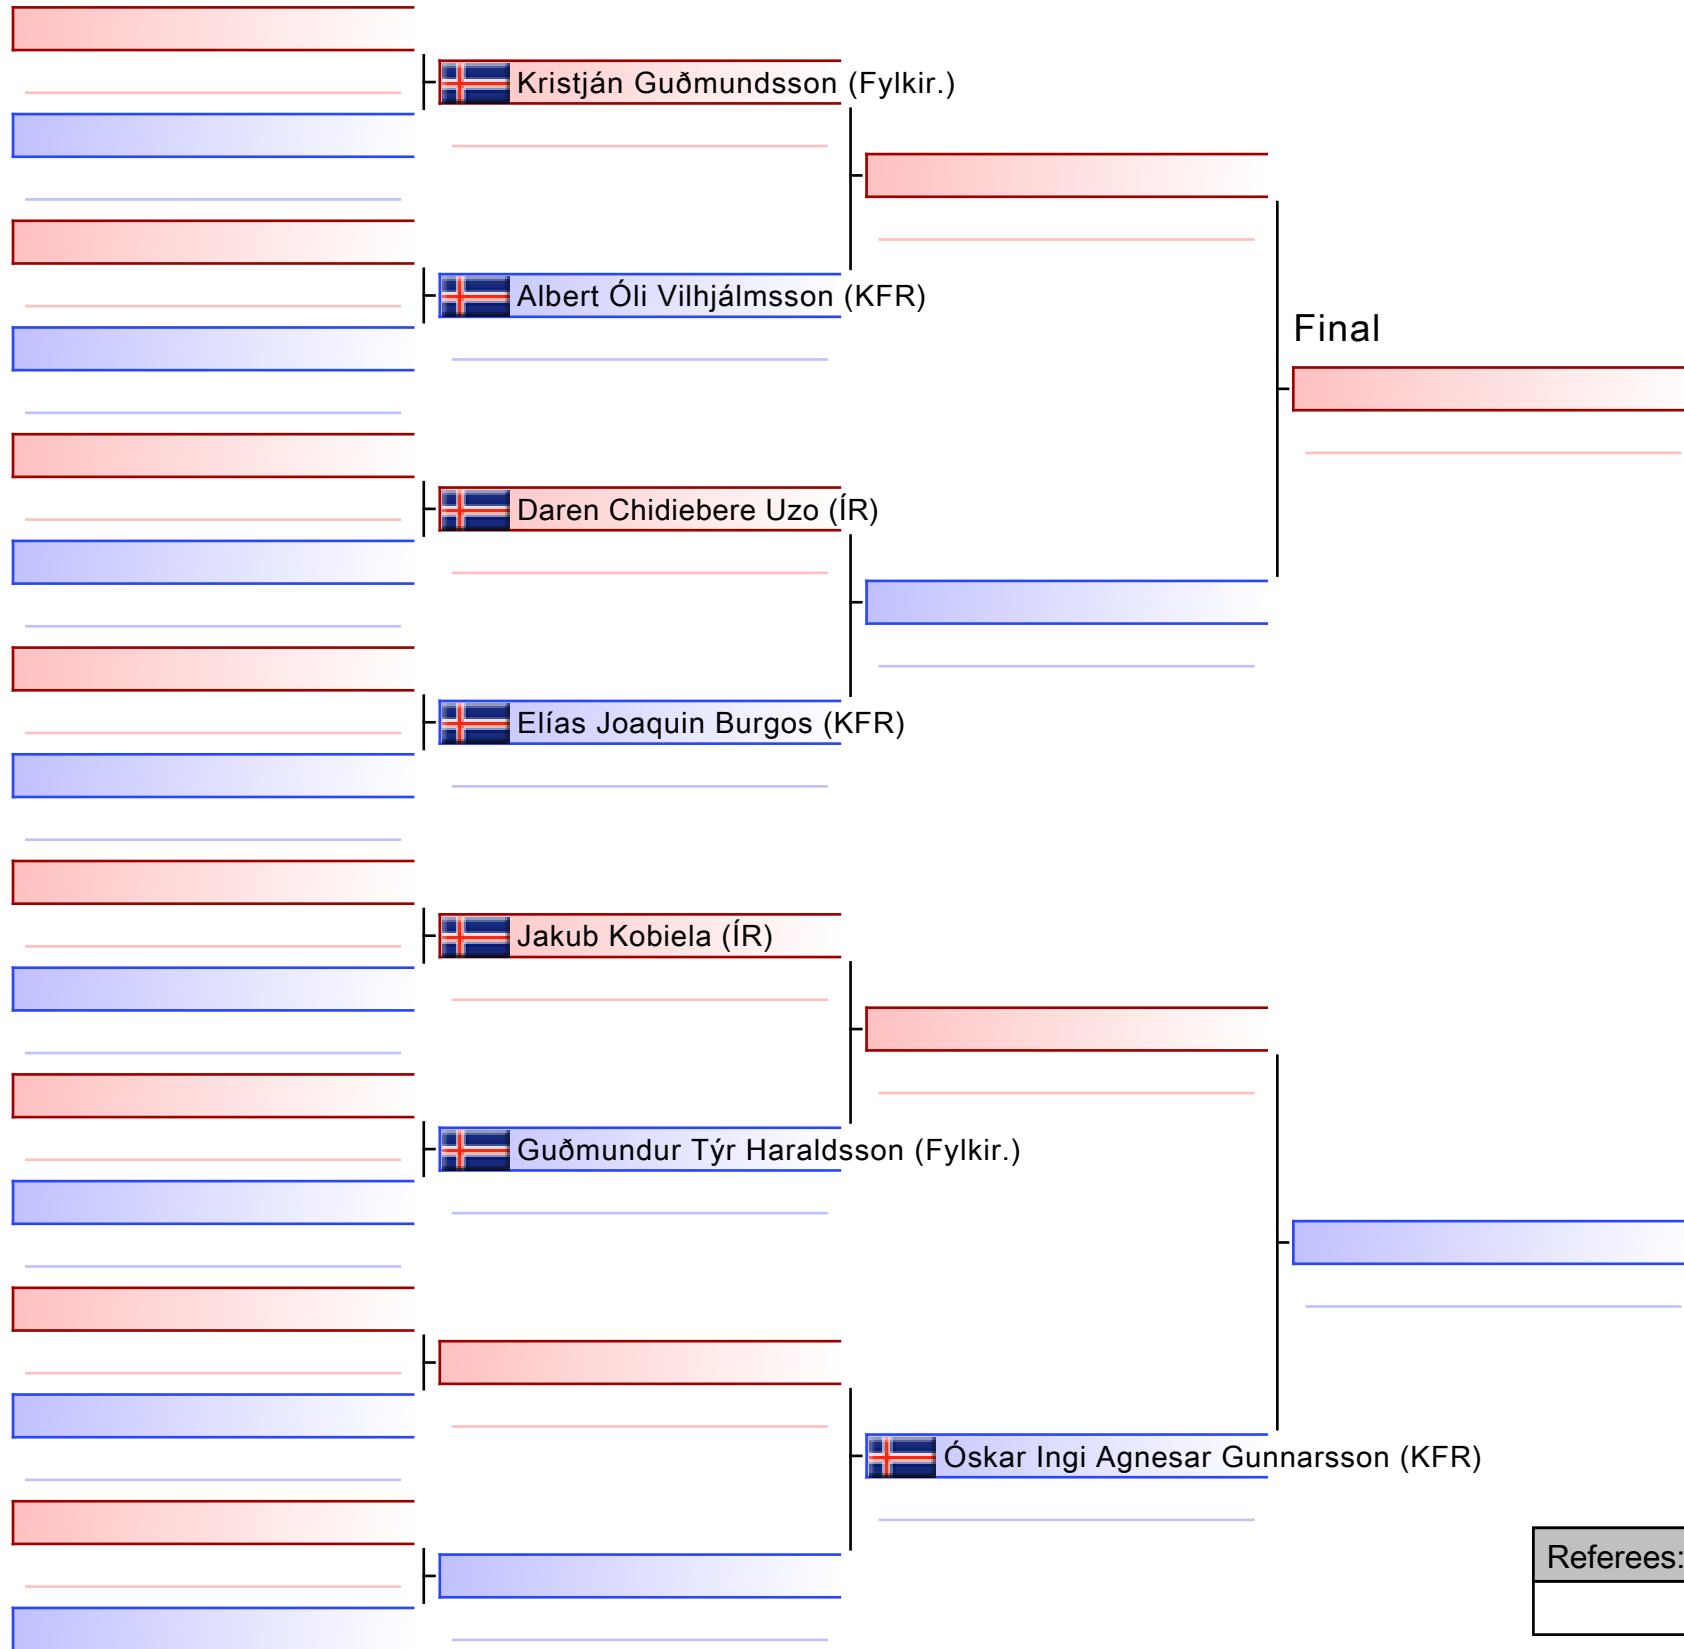 Kristján Guðmundsson (Fylkir.)
Albert Óli Vilhjálmsson (KFR)
Final
Daren Chidiebere Uzo (ÍR)
Elías Joaquin Burgos (KFR)
Jakub Kobiela (ÍR)
Guðmundur Týr Haraldsson (Fylkir.)
Óskar Ingi Agnesar Gunnarsson (KFR)
Referees: